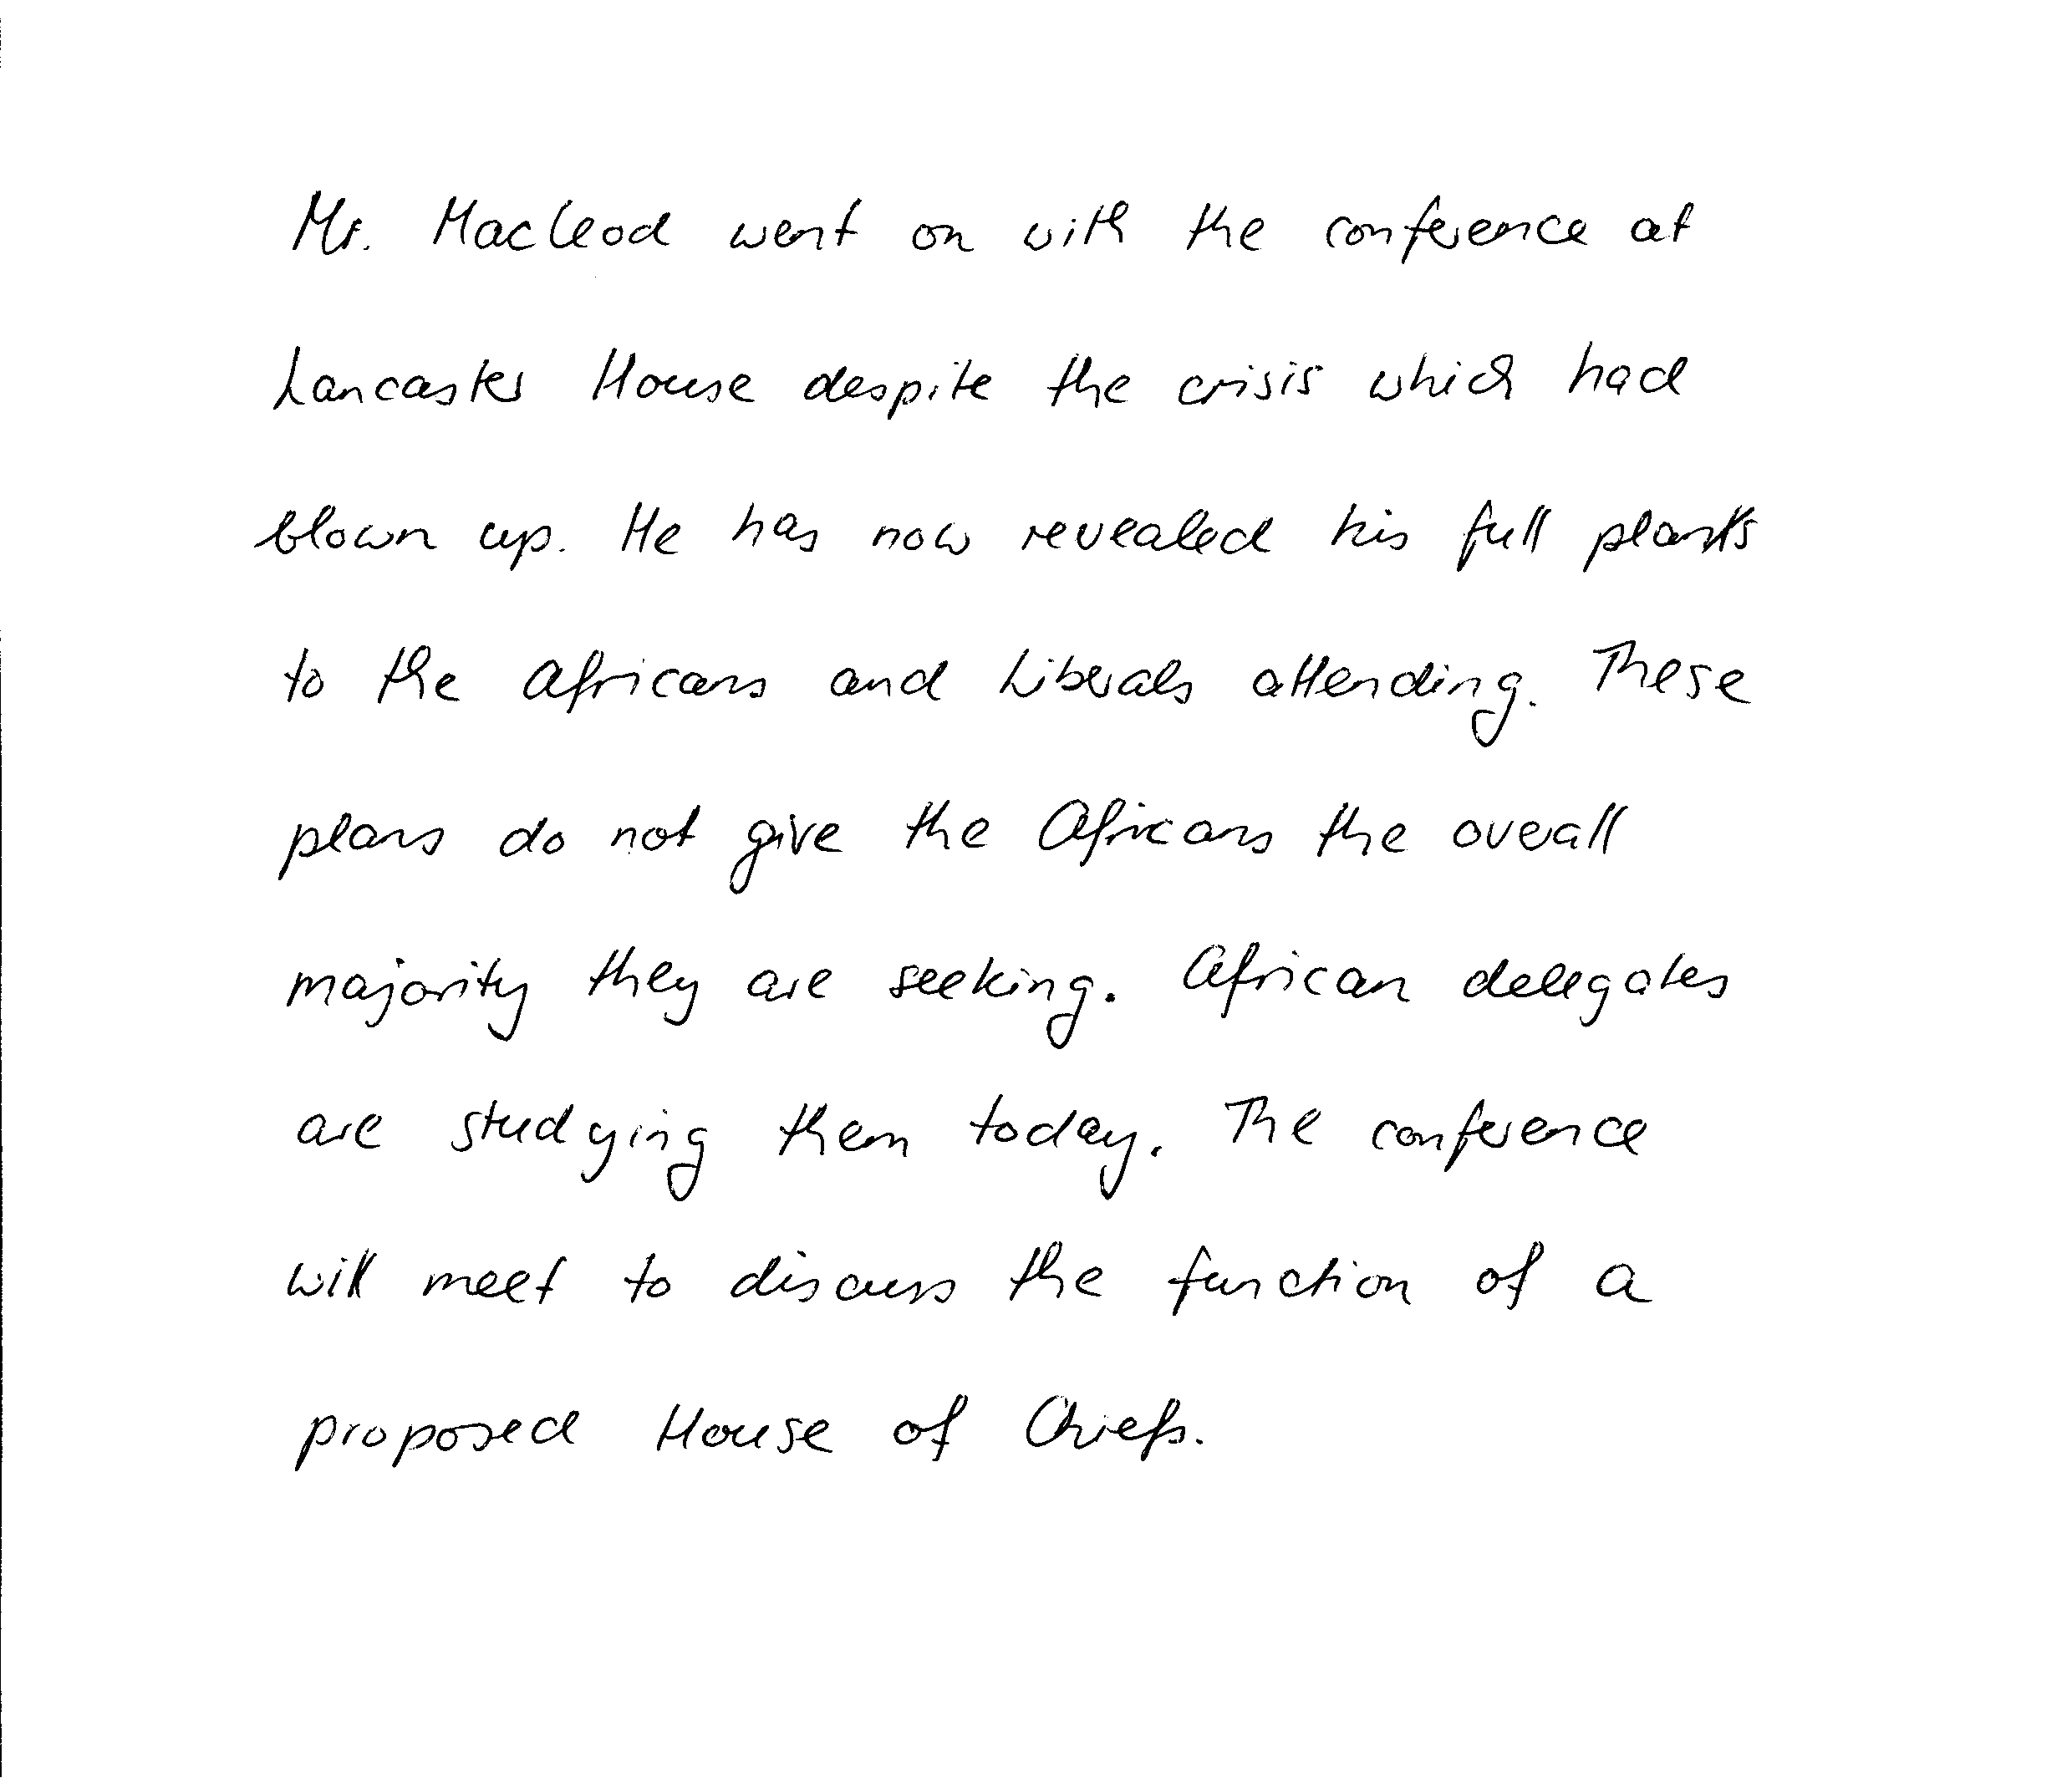 Mr. Macleod went on with the conference at
Lancaster House despite the crisis which had
blown up. He has now revealed his full plans
to the Africans and Liberals attending. These
plans do not give the Africans the overall
majority they are seeking. African delegates
are studying them today. The conference
will meet to discuss the function of a
proposed House of Chiefs.